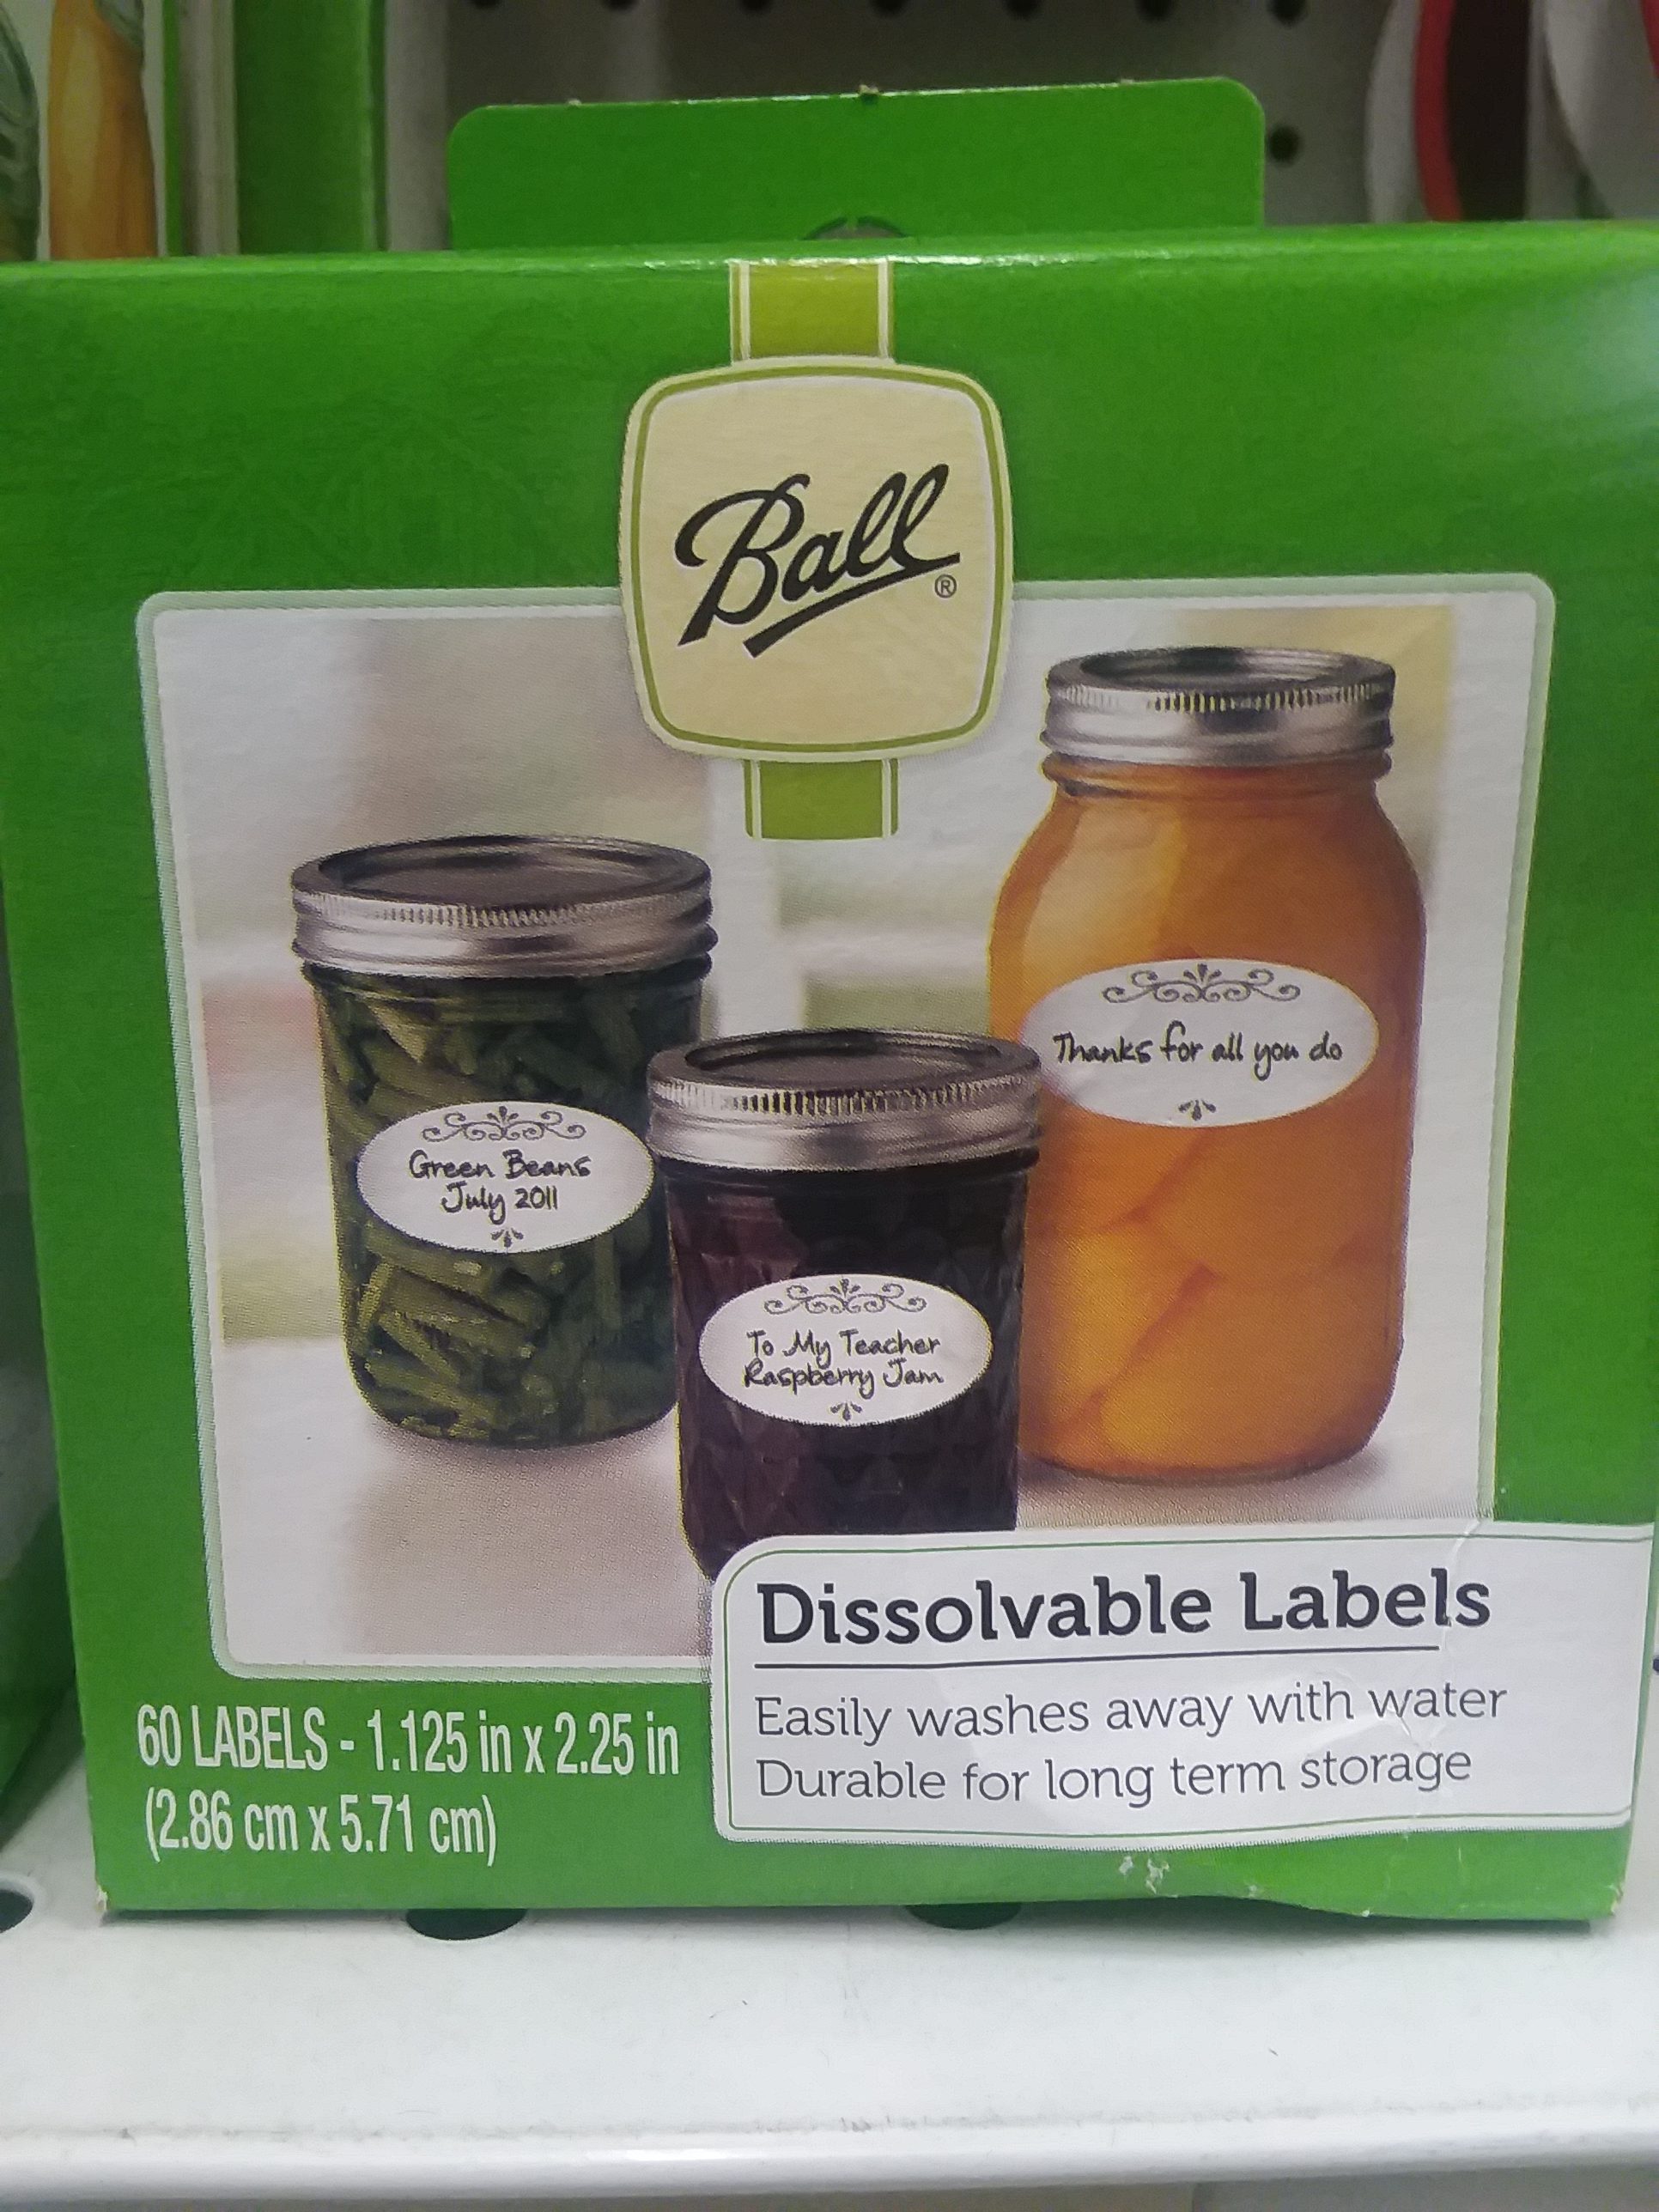 Ball®
Thanks for all you do
Green Beans
July 2011
To My Teacher
Raspberry Jam
Dissolvable Labels
Easily washes away with water
Durable for long term storage
60 LABELS - 1.125 in x 2.25 in
(2.86 cm x 5.71 cm)